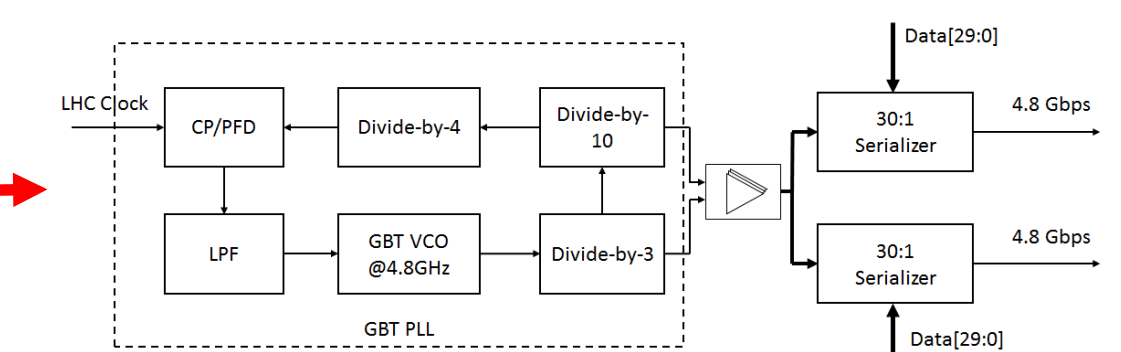 Data[29:0]
LHC Clock
CP/PFD
Divide-by-4
Divide-by-
10
30:1
Serializer
4.8 Gbps
LPF
GBT VCO
@4.8GHz
Divide-by-3
30:1
Serializer
4.8 Gbps
GBT PLL
Data[29:0]